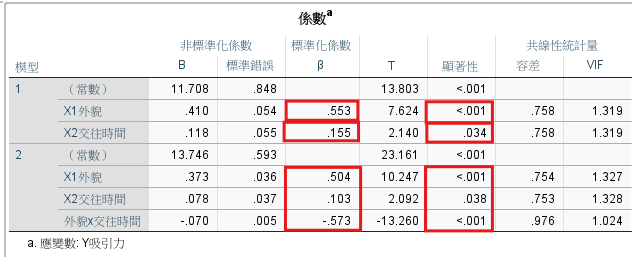 係數a
非標準化係數 標準化係數 共線性統計量
模型 B 標準錯誤 β T 顯著性 容差 VIF
1 （常數） 11.708 .848 13.803 <.001
X1外貌 .410 .054 .553 7.624 <.001 .758 1.319
X2交往時間 .118 .055 .155 2.140 .034 .758 1.319
2 （常數） 13.746 .593 23.161 <.001
X1外貌 .373 .036 .504 10.247 <.001 .754 1.327
X2交往時間 .078 .037 .103 2.092 .038 .753 1.328
外貌x交往時間 -.070 .005 -.573 -13.260 <.001 .976 1.024
a. 應變數: Y吸引力